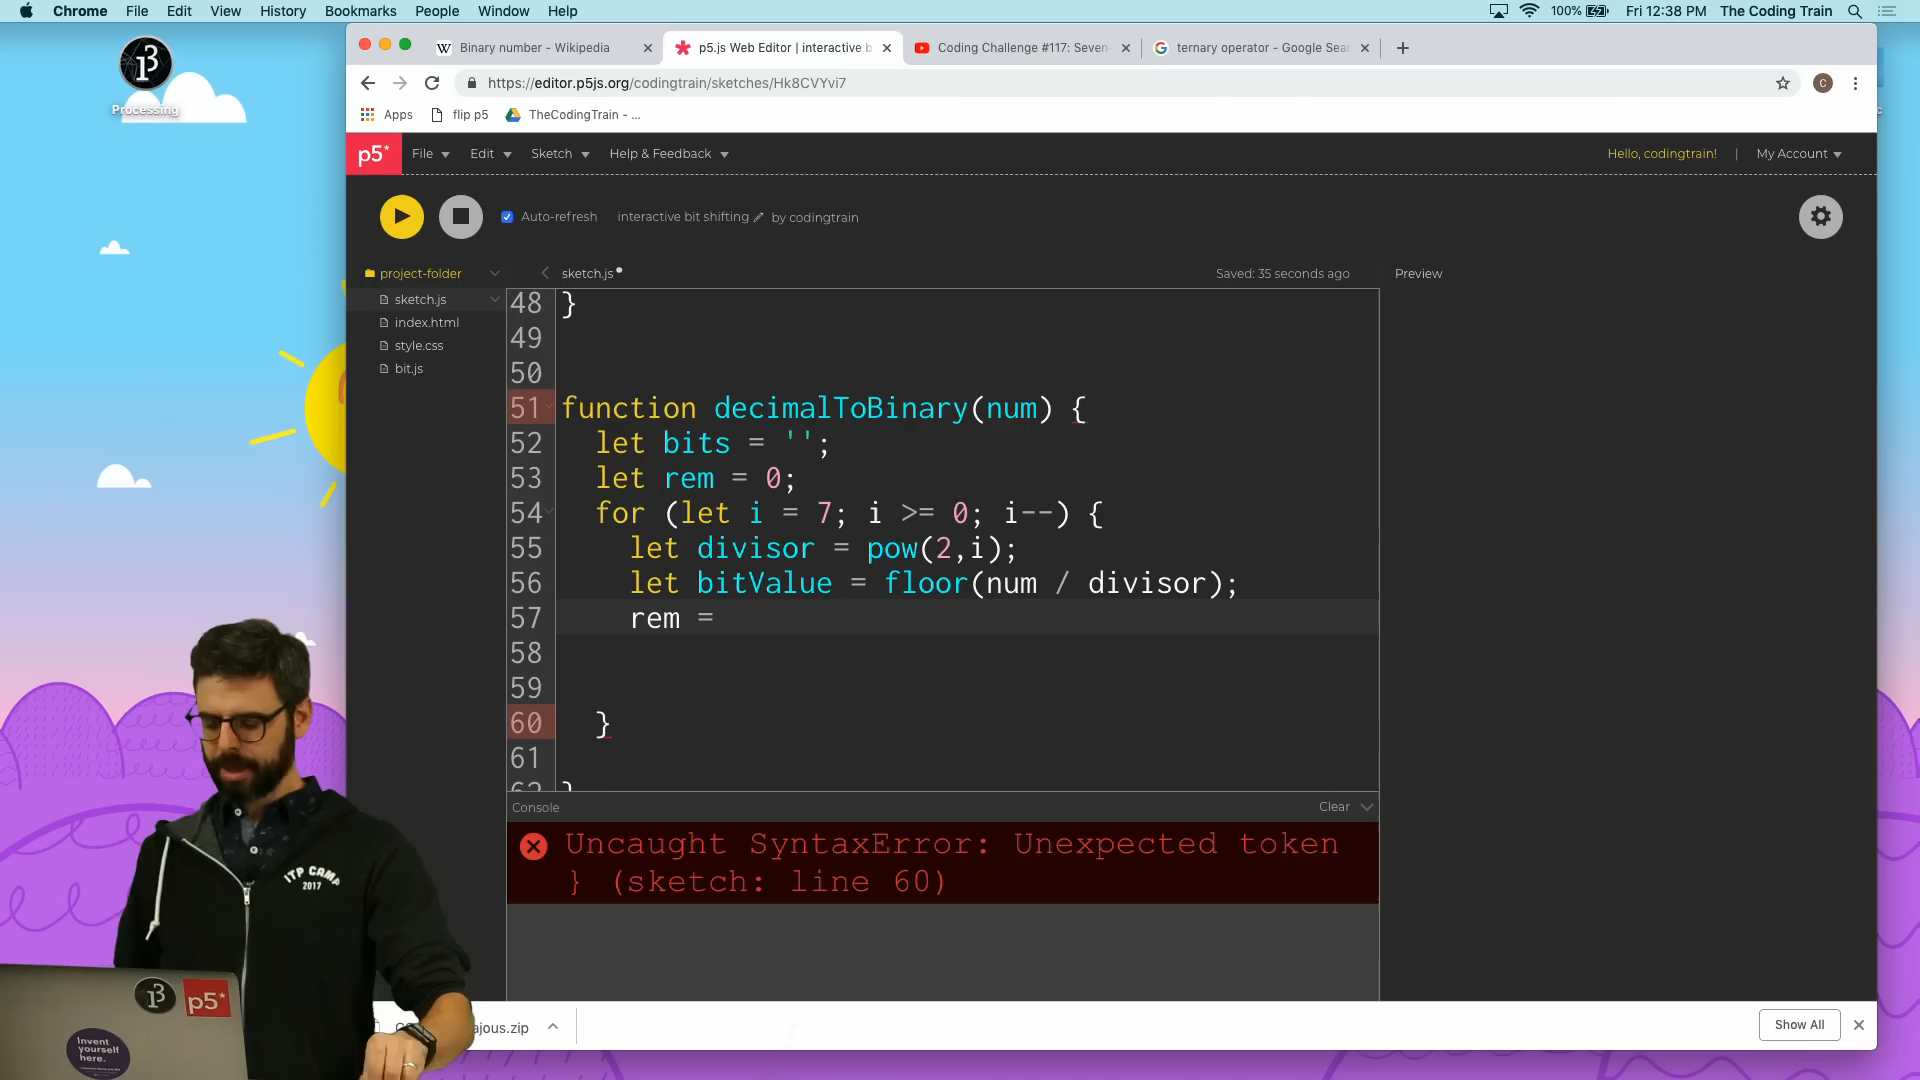 Chrome File Edit View History Bookmarks People Window Help 100% Fri 12:38 PM The Coding Train
Processing
W Binary number - Wikipedia
p5.js Web Editor | interactive b
Coding Challenge #117: Seven-
ternary operator - Google Sear
https://editor.p5js.org/codingtrain/sketches/Hk8CVYvi7
C
Apps flip p5 TheCodingTrain - ...
p5* File Edit Sketch Help & Feedback Hello, codingtrain! | My Account
Auto-refresh interactive bit shifting by codingtrain
project-folder
sketch.js
index.html
style.css
bit.js
sketch.js Saved: 35 seconds ago Preview
48 }
49
50
51 function decimalToBinary(num) {
52 let bits = '';
53 let rem = 0;
54 for (let i = 7; i >= 0; i--) {
55 let divisor = pow(2,i);
56 let bitValue = floor(num / divisor);
57 rem =
58
59
60 }
61
Console Clear
Uncaught SyntaxError: Unexpected token
} (sketch: line 60)
ITP CAMP
2017
p5*
Invent
yourself
here.
ajous.zip
Show All